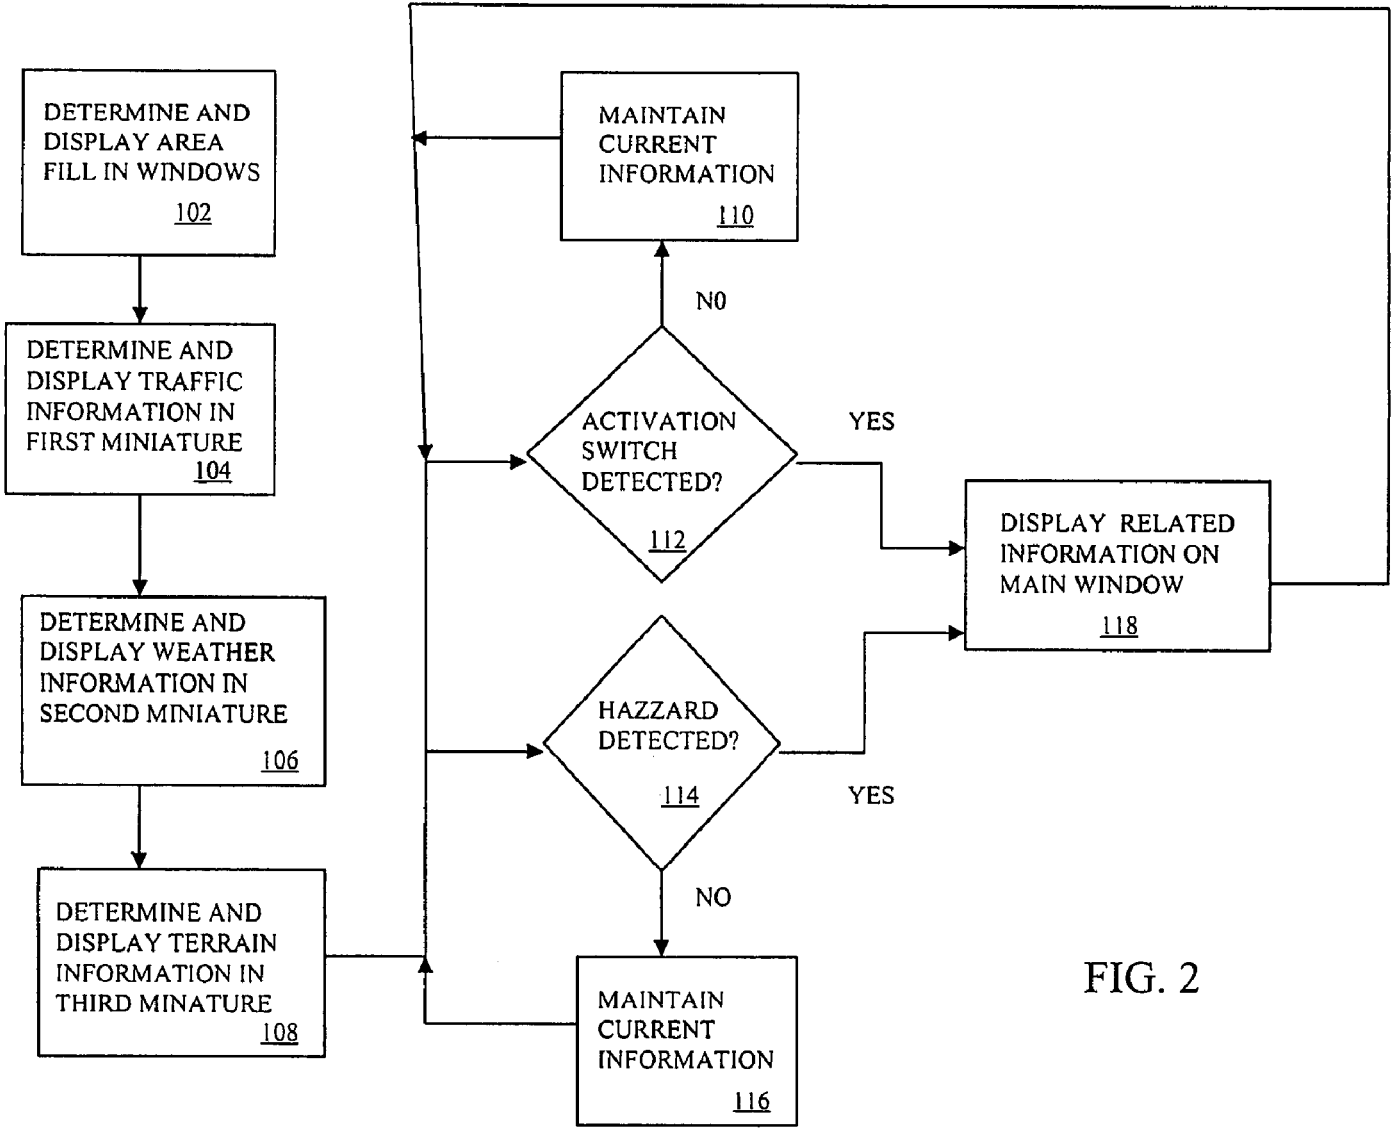 DETERMINE AND
DISPLAY AREA
FILL IN WINDOWS
102
DETERMINE AND
DISPLAY TRAFFIC
INFORMATION IN
FIRST MINIATURE
104
DETERMINE AND
DISPLAY WEATHER
INFORMATION IN
SECOND MINIATURE
106
DETERMINE AND
DISPLAY TERRAIN
INFORMATION IN
THIRD MINATURE
108
MAINTAIN
CURRENT
INFORMATION
110
NO
ACTIVATION
SWITCH
DETECTED?
112
YES
HAZZARD
DETECTED?
114
YES
NO
MAINTAIN
CURRENT
INFORMATION
116
DISPLAY RELATED
INFORMATION ON
MAIN WINDOW
118
FIG. 2